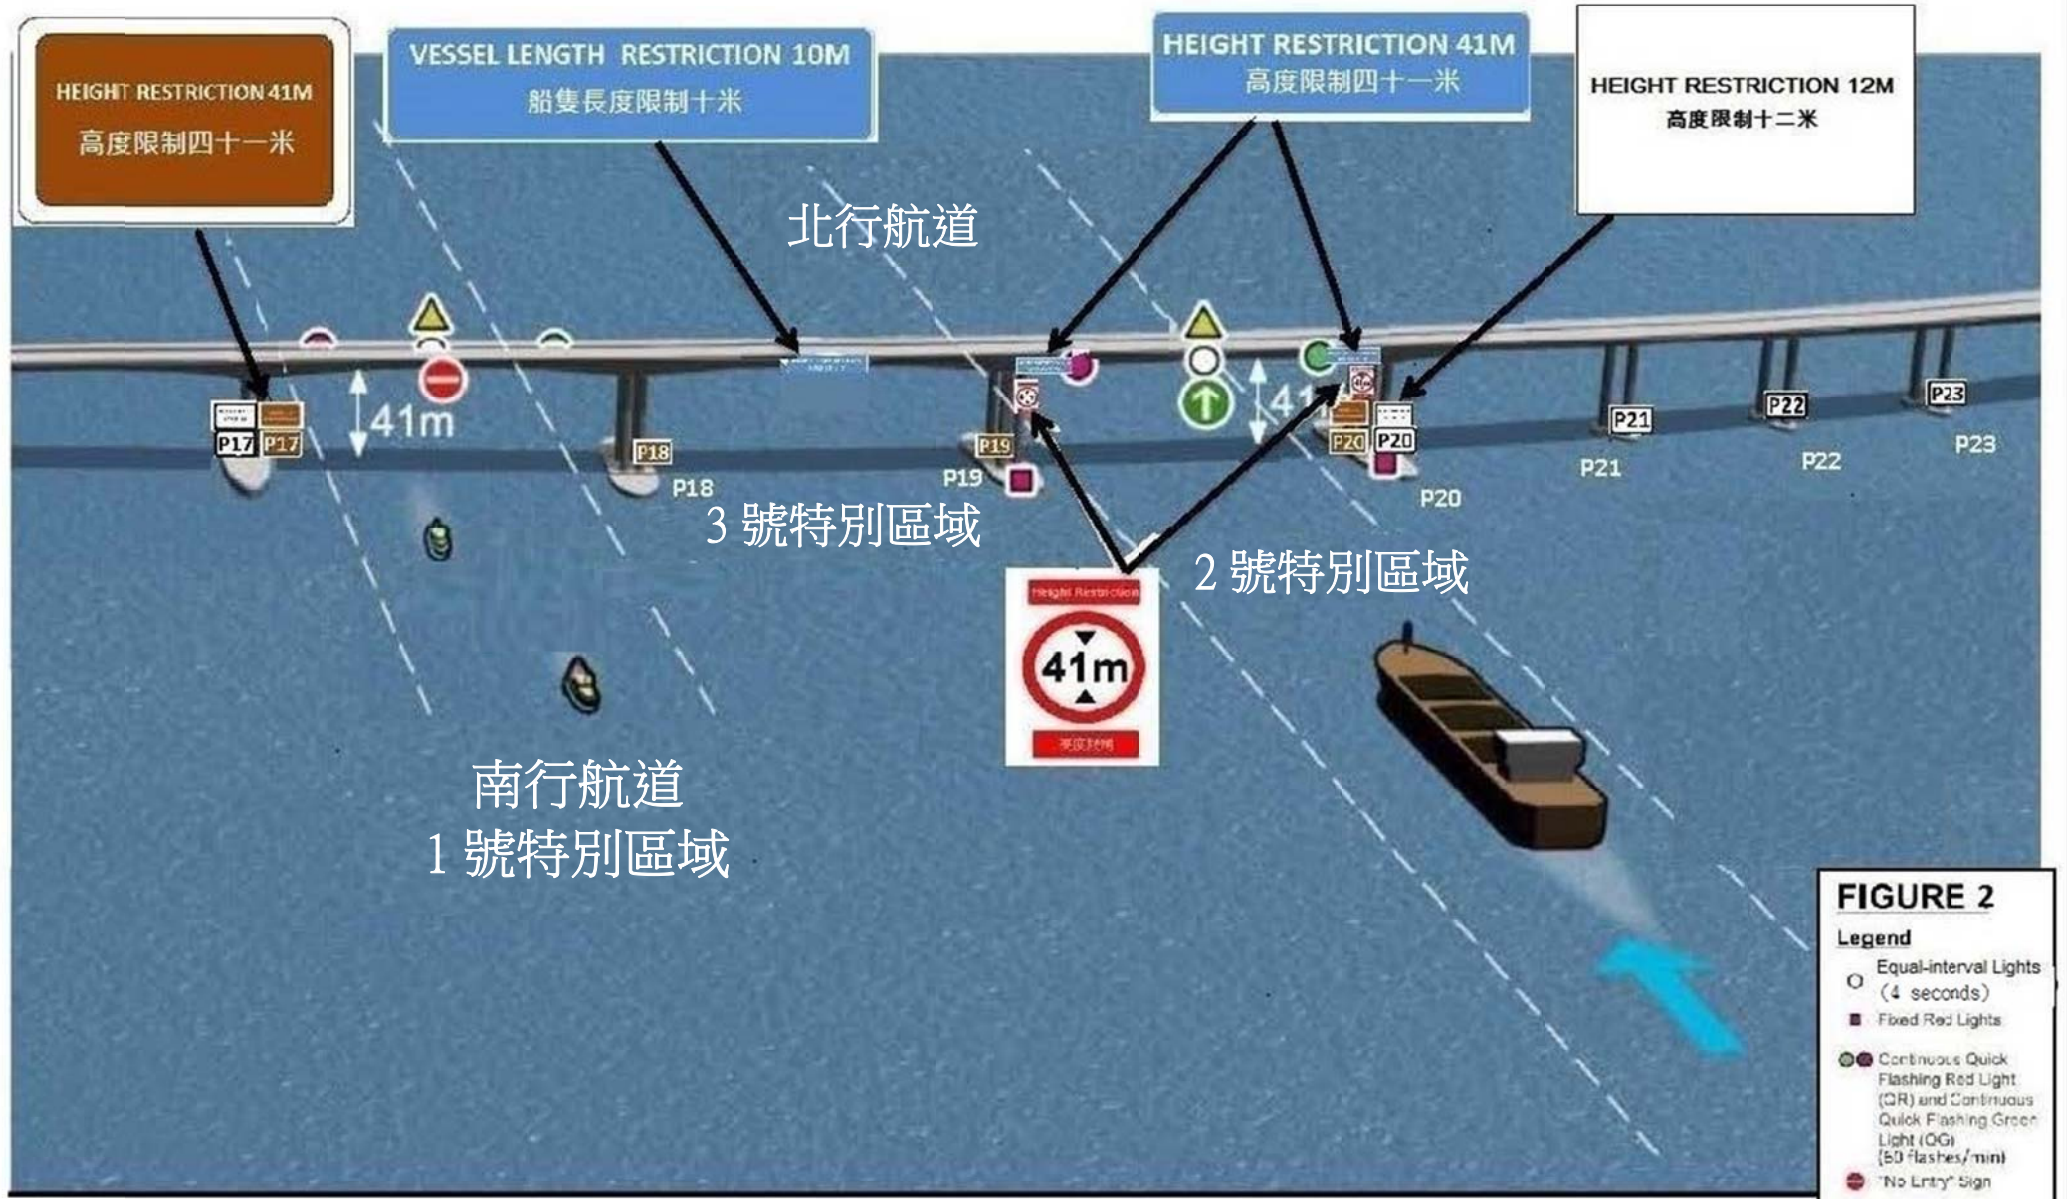 HEIGHT RESTRICTION 41M
高度限制四十一米
VESSEL LENGTH RESTRICTION 10M
船隻長度限制十米
HEIGHT RESTRICTION 41M
高度限制四十一米
HEIGHT RESTRICTION 12M
高度限制十二米
北行航道
41m
41
P17
P17
P18
P18
P19
P19
P20
P20
P20
P21
P21
P22
P22
P23
P23
3 號特別區域
2 號特別區域
Height Restriction
41m
南行航道
1 號特別區域
FIGURE 2
Legend
Equal-interval Lights
(4 seconds)
Fixed Red Lights
Continuous Quick
Flashing Red Light
(QR) and Continuous
Quick Flashing Green
Light (QG)
(60 flashes/min)
"No Entry" Sign